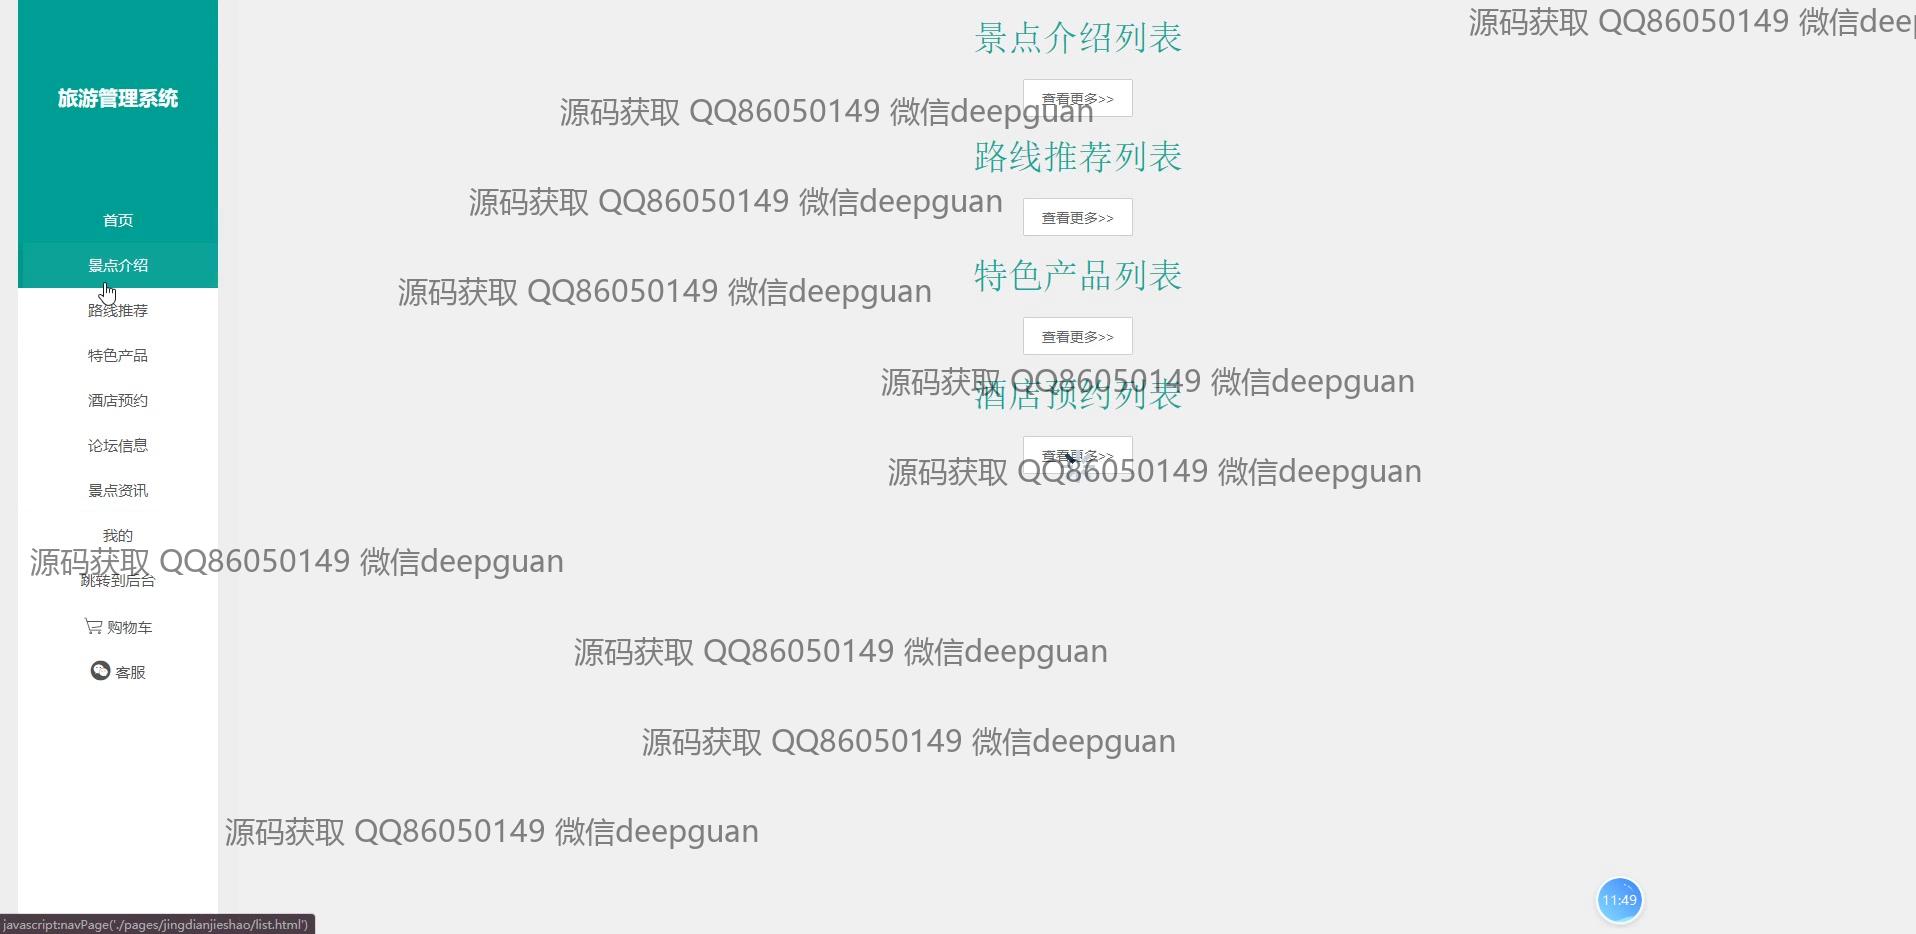 旅游管理系统
首页
景点介绍
路线推荐
特色产品
酒店预约
论坛信息
景点资讯
我的
跳转到后台
购物车
客服
景点介绍列表
查看更多>>
路线推荐列表
查看更多>>
特色产品列表
查看更多>>
酒店预约列表
查看更多>>
源码获取 QQ86050149 微信deep
源码获取 QQ86050149 微信deepguan
源码获取 QQ86050149 微信deepguan
源码获取 QQ86050149 微信deepguan
源码获取 QQ86050149 微信deepguan
源码获取 QQ86050149 微信deepguan
源码获取 QQ86050149 微信deepguan
源码获取 QQ86050149 微信deepguan
源码获取 QQ86050149 微信deepguan
源码获取 QQ86050149 微信deepguan
11:49
javascript:navPage('./pages/jingdianjieshao/list.html')